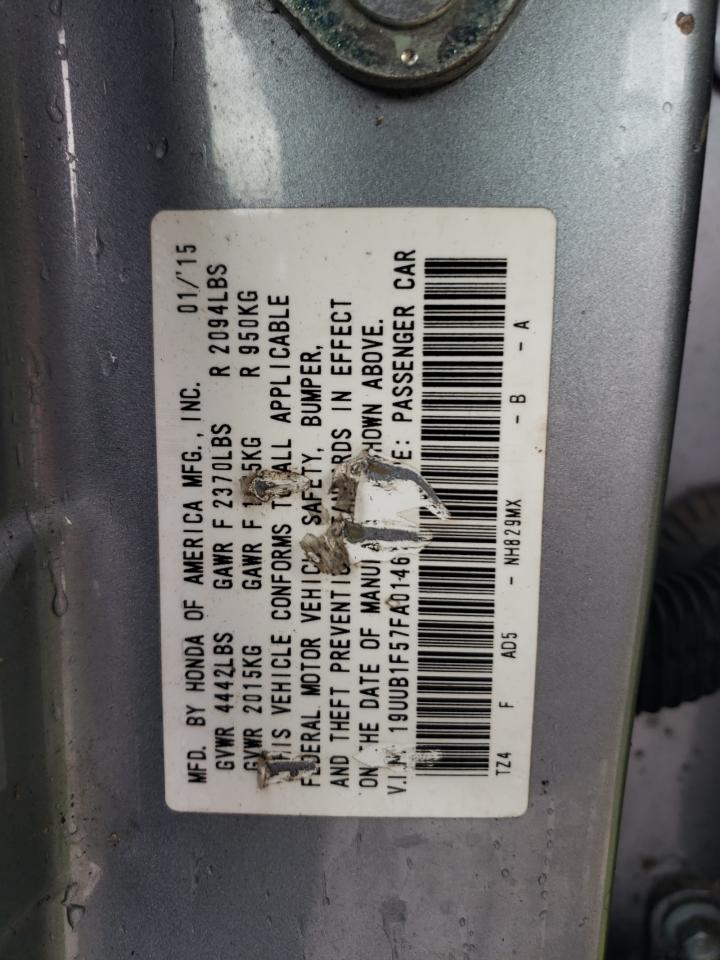 MFD. BY HONDA OF AMERICA MFG., INC. 01/'15
GVWR 4442LBS GAWR F 2370LBS R 2094LBS
GVWR 2015KG GAWR F R 950KG
THIS VEHICLE CONFORMS TO ALL APPLICABLE
FEDERAL MOTOR VEHICLE SAFETY, BUMPER,
AND THEFT PREVENTION STANDARDS IN EFFECT
ON THE DATE OF MANUFACTURE SHOWN ABOVE.
V.I.N. PASSENGER CAR
TZ4 F AD5 - NH829MX - B - A